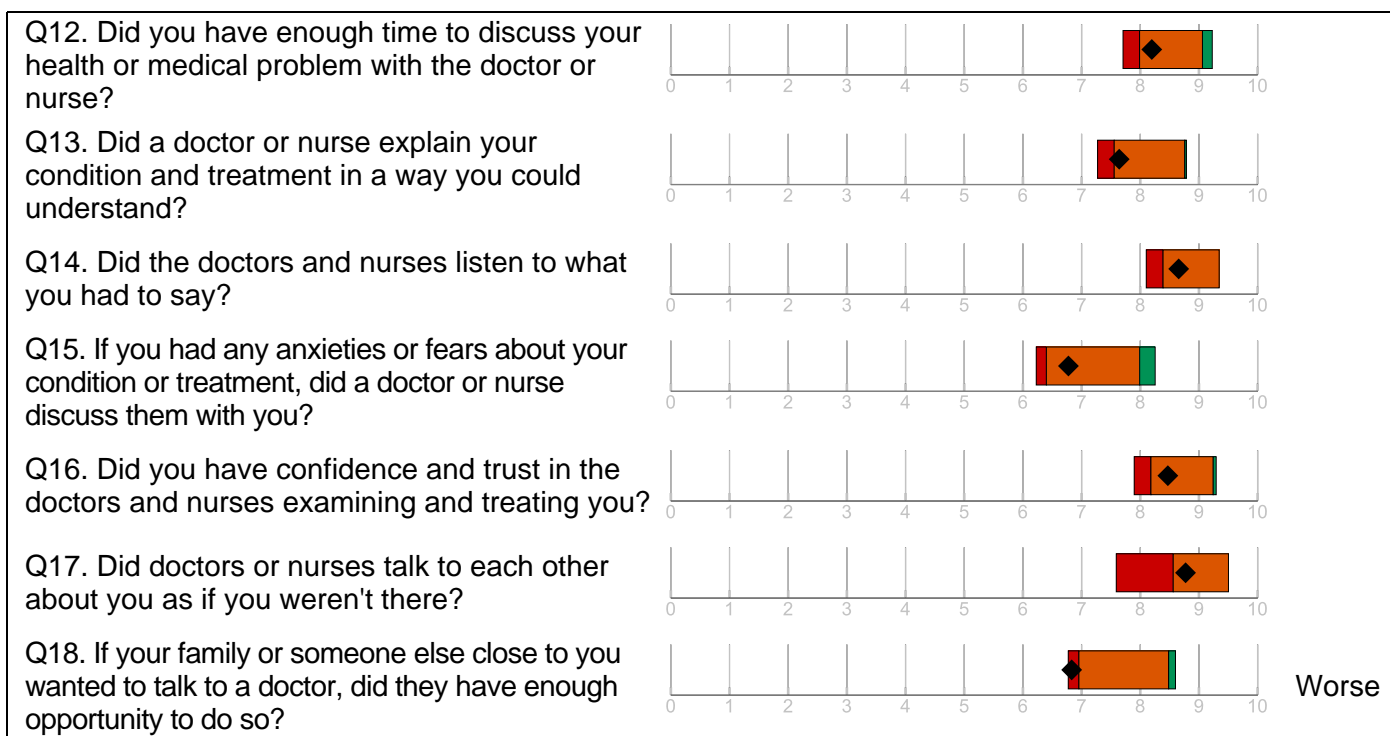 Q12. Did you have enough time to discuss your
health or medical problem with the doctor or
nurse?
0 1 2 3 4 5 6 7 8 9 10
Q13. Did a doctor or nurse explain your
condition and treatment in a way you could
understand?
0 1 2 3 4 5 6 7 8 9 10
Q14. Did the doctors and nurses listen to what
you had to say?
0 1 2 3 4 5 6 7 8 9 10
Q15. If you had any anxieties or fears about your
condition or treatment, did a doctor or nurse
discuss them with you?
0 1 2 3 4 5 6 7 8 9 10
Q16. Did you have confidence and trust in the
doctors and nurses examining and treating you?
0 1 2 3 4 5 6 7 8 9 10
Q17. Did doctors or nurses talk to each other
about you as if you weren't there?
0 1 2 3 4 5 6 7 8 9 10
Q18. If your family or someone else close to you
wanted to talk to a doctor, did they have enough
opportunity to do so?
0 1 2 3 4 5 6 7 8 9 10
Worse